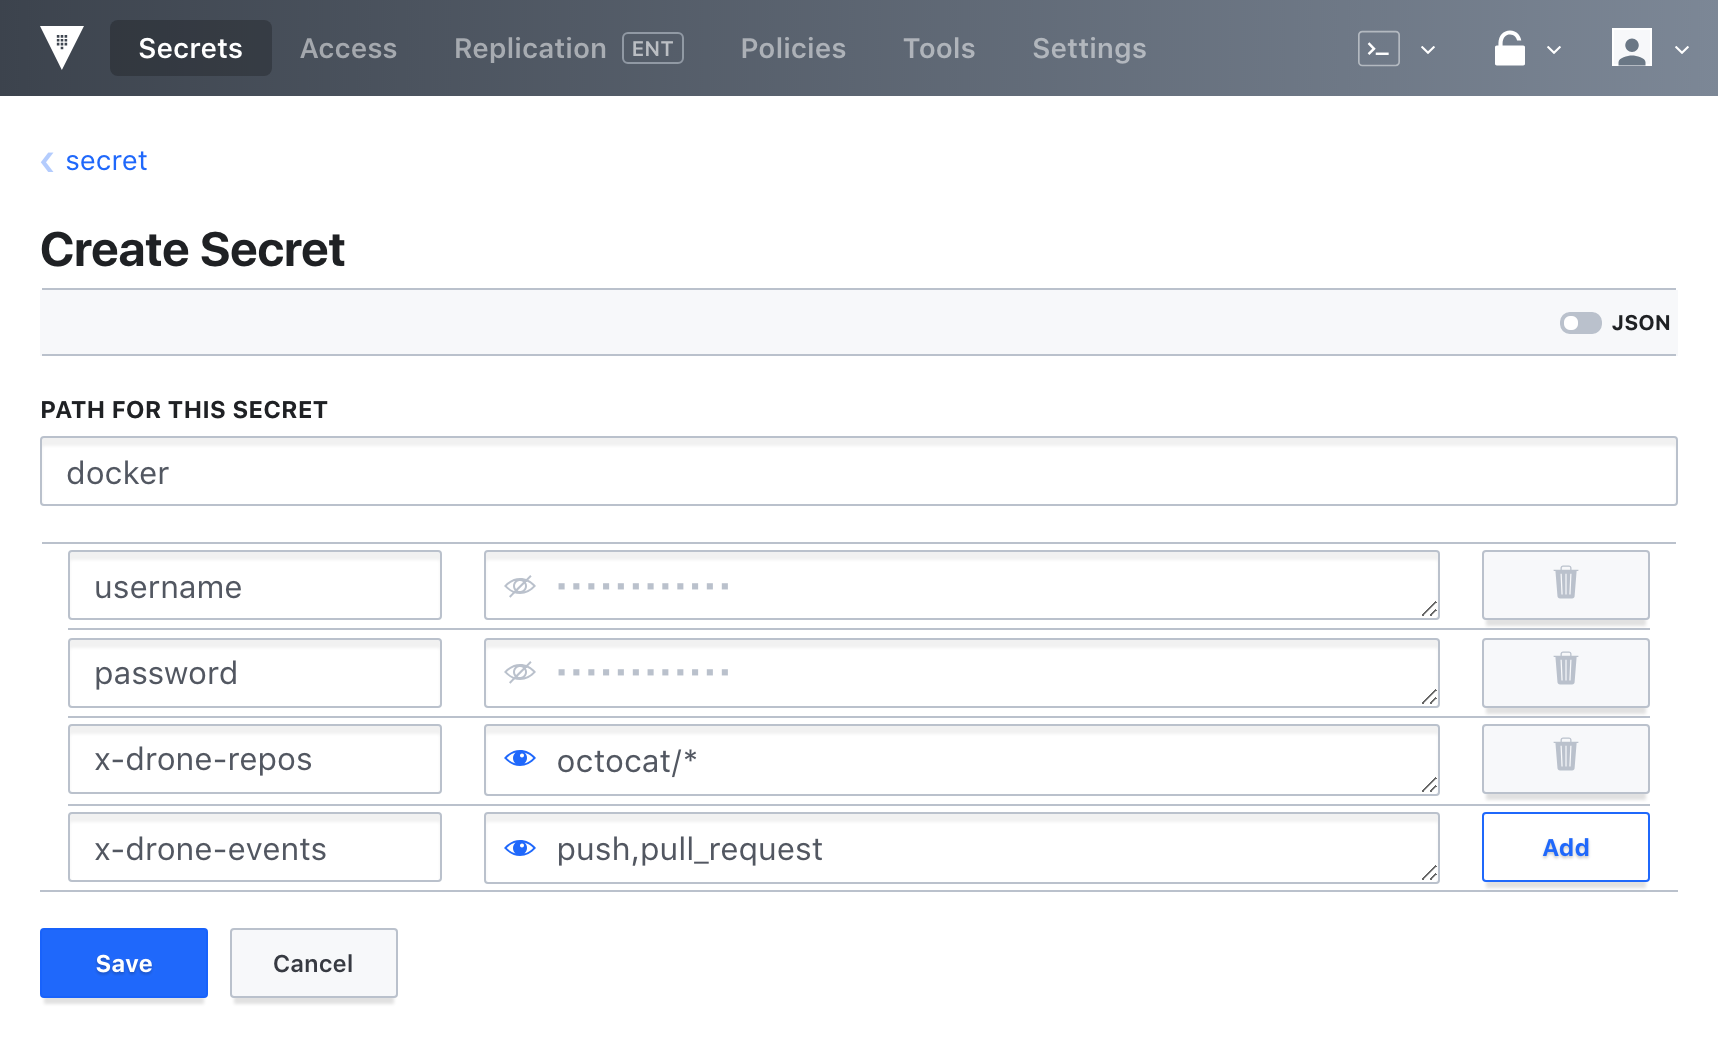 Secrets Access Replication ENT Policies Tools Settings
secret
Create Secret
JSON
PATH FOR THIS SECRET
docker
username
password
x-drone-repos octocat/*
x-drone-events push,pull_request Add
Save Cancel